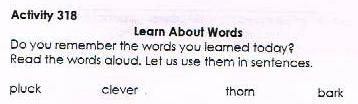 Activity 318
Learn About Words
Do you remember the words you learned today?
Read the words aloud. Let us use them in sentences.
pluck clever thorn bark